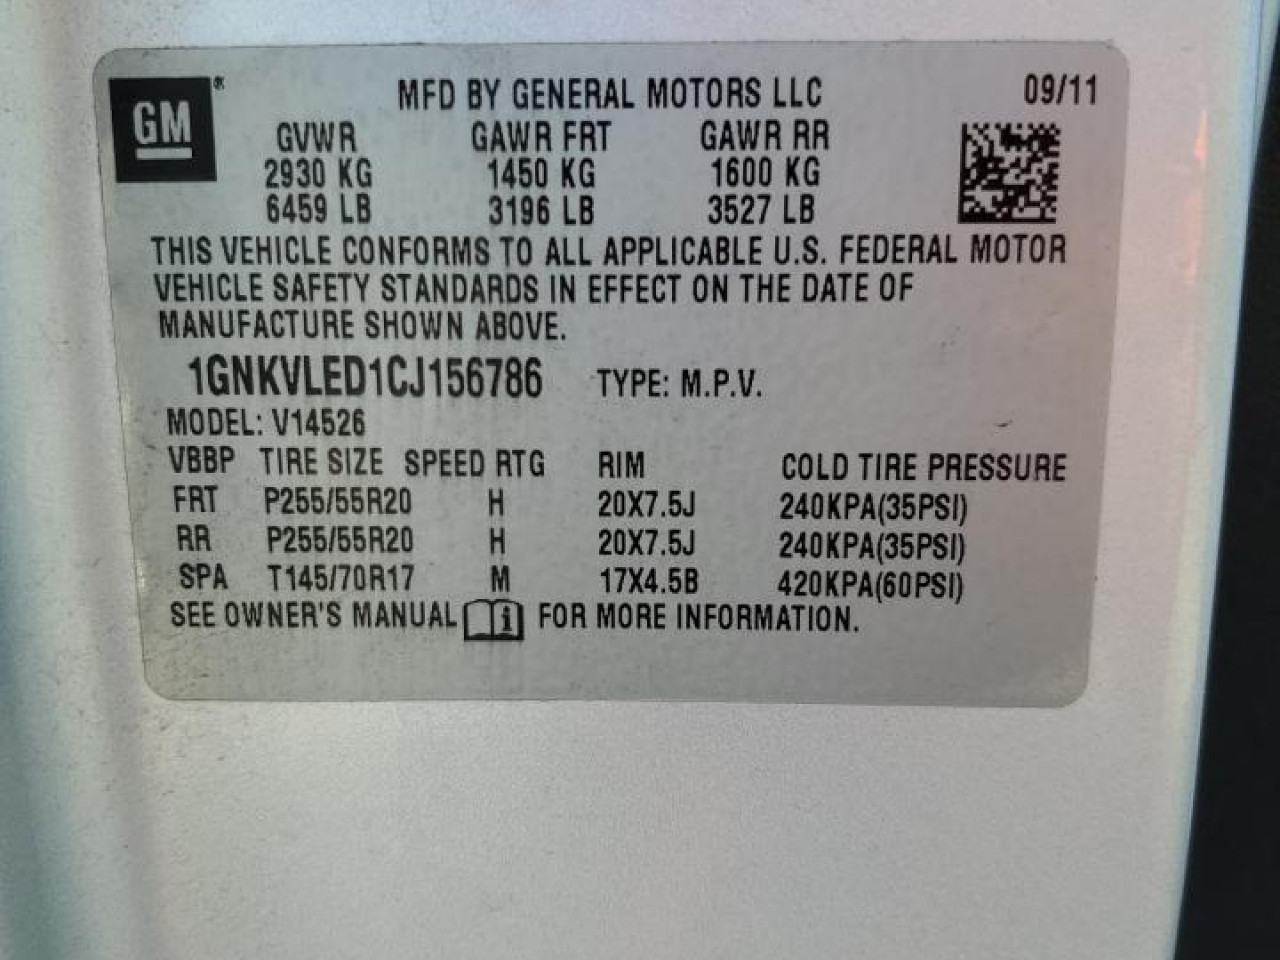 GM®
MFD BY GENERAL MOTORS LLC 09/11
GVWR GAWR FRT GAWR RR
2930 KG 1450 KG 1600 KG
6459 LB 3196 LB 3527 LB
THIS VEHICLE CONFORMS TO ALL APPLICABLE U.S. FEDERAL MOTOR
VEHICLE SAFETY STANDARDS IN EFFECT ON THE DATE OF
MANUFACTURE SHOWN ABOVE.
1GNKVLED1CJ156786 TYPE: M.P.V.
MODEL: V14526
VBBP TIRE SIZE SPEED RTG RIM COLD TIRE PRESSURE
FRT P255/55R20 H 20X7.5J 240KPA(35PSI)
RR P255/55R20 H 20X7.5J 240KPA(35PSI)
SPA T145/70R17 M 17X4.5B 420KPA(60PSI)
SEE OWNER'S MANUAL i FOR MORE INFORMATION.